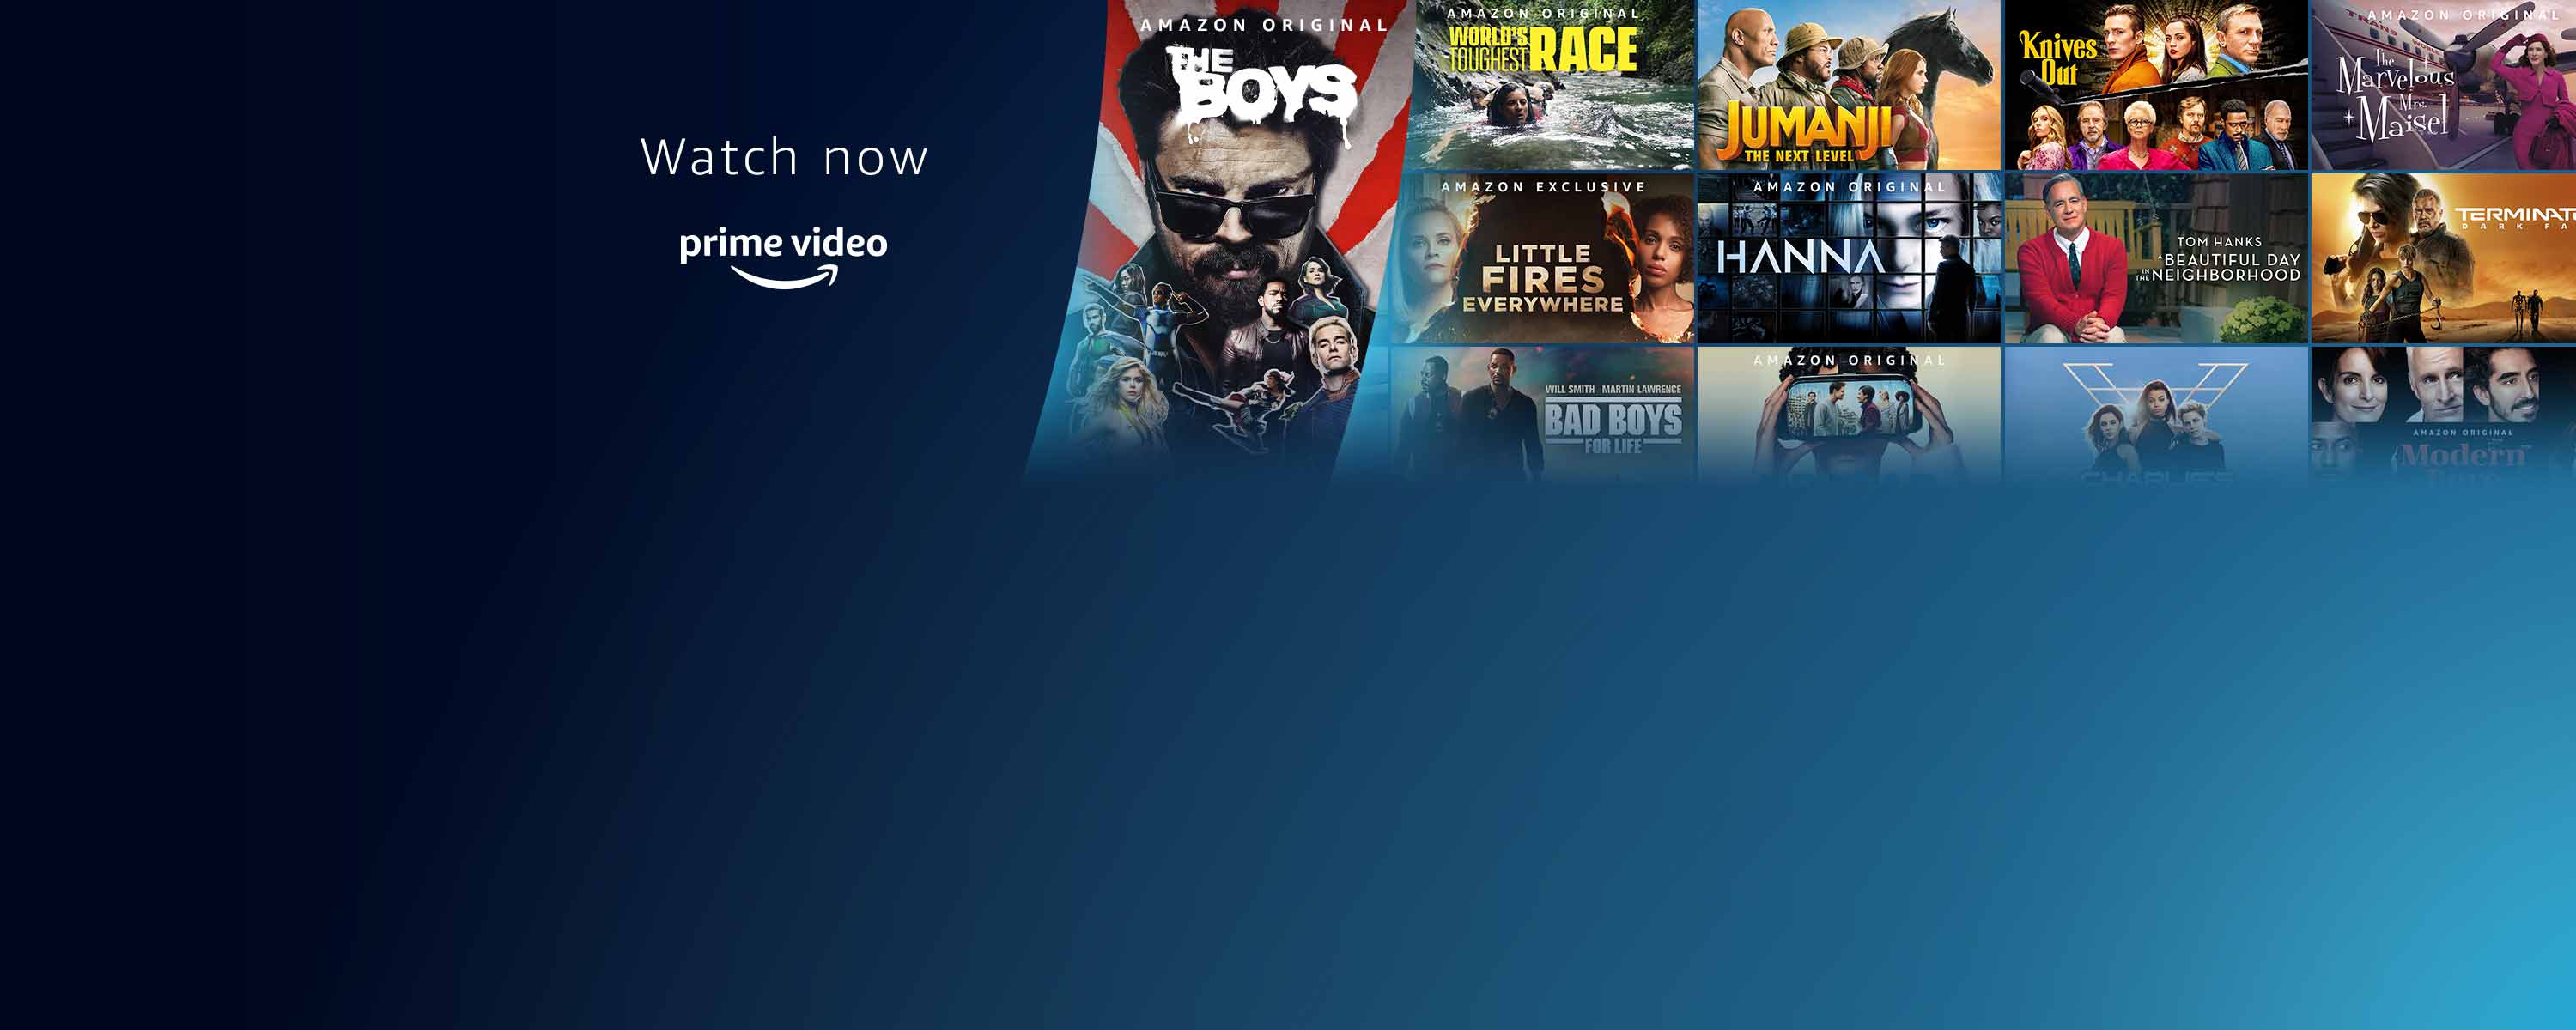 Watch now
prime video
AMAZON ORIGINAL
THE
BOYS
AMAZON ORIGINAL
WORLD'S
TOUGHEST
RACE
JUMANJI
THE NEXT LEVEL
Knives
Out
AMAZON ORIGINAL
The
Marvelous
Mrs.
Maisel
AMAZON EXCLUSIVE
LITTLE
FIRES
EVERYWHERE
AMAZON ORIGINAL
HANNA
TOM HANKS
A BEAUTIFUL DAY
IN THE NEIGHBORHOOD
TERMINAT
DARK FA
WILL SMITH MARTIN LAWRENCE
BAD BOYS
FOR LIFE
AMAZON ORIGINAL
CHARLIE'S
AMAZON ORIGINAL
Modern